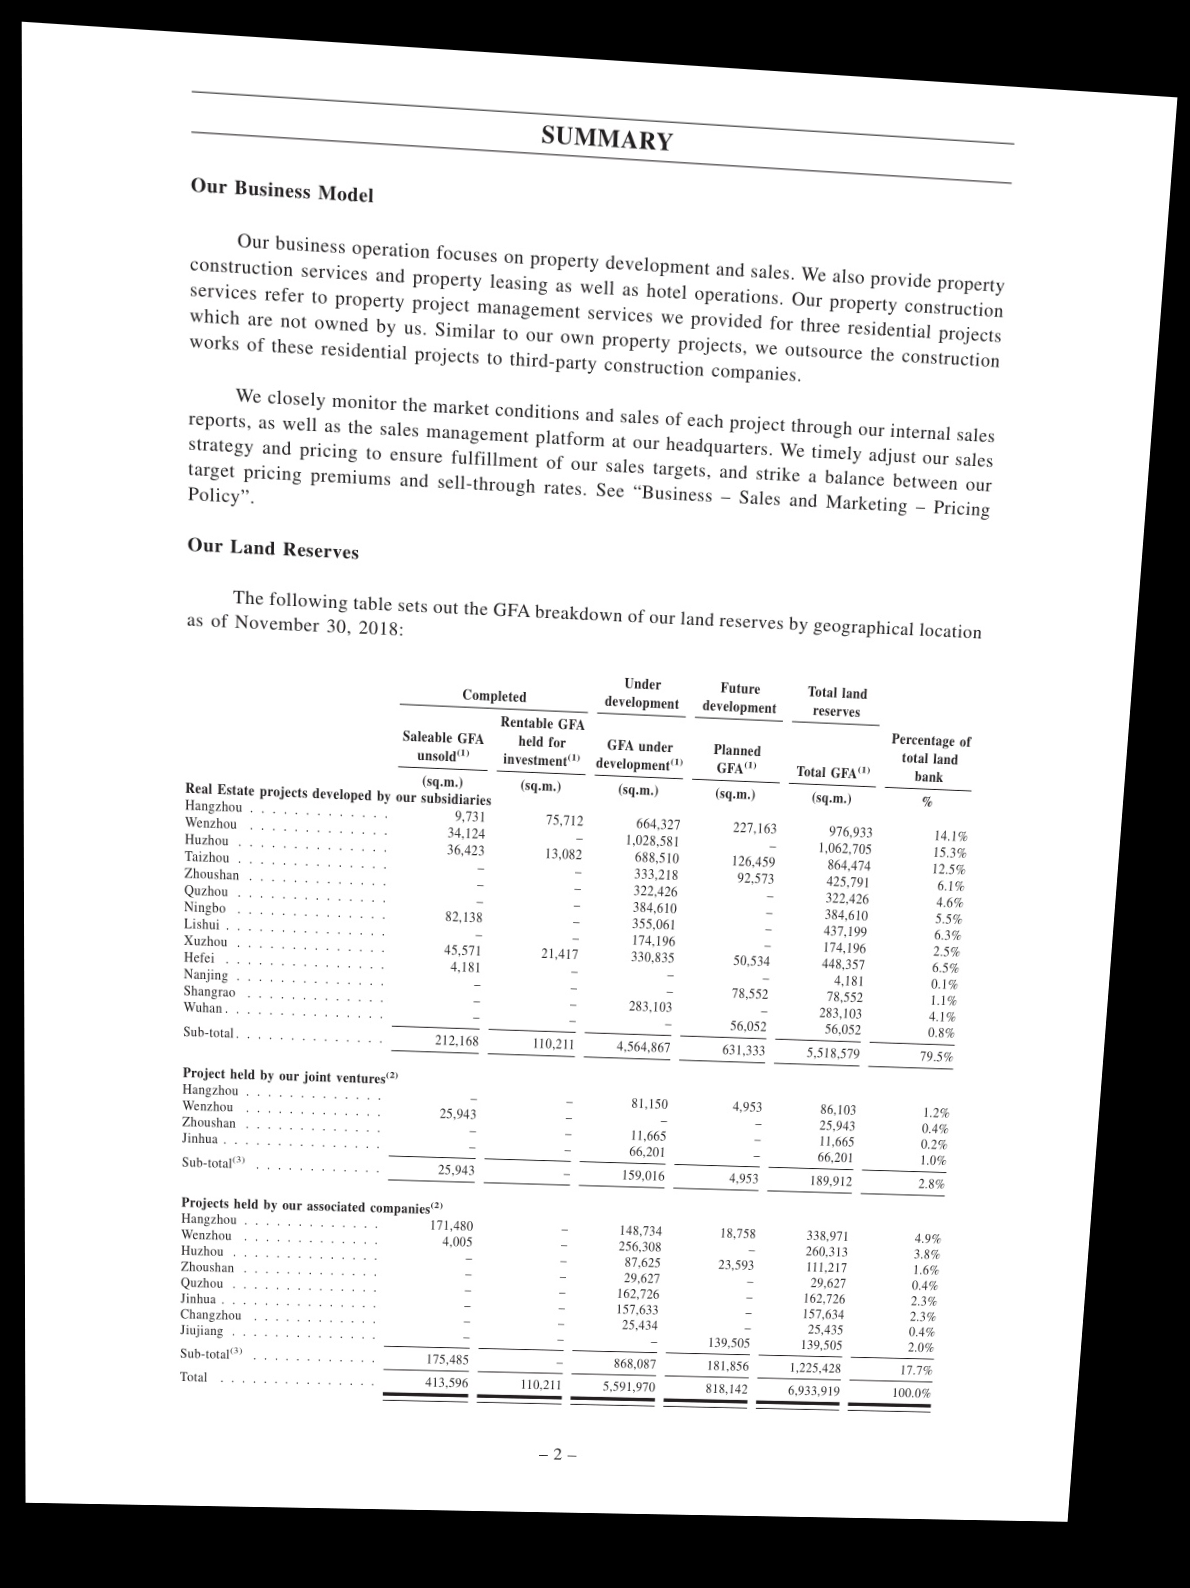 SUMMARY
Our Business Model
Our business operation focuses on property development and sales. We also provide property
construction services and property leasing as well as hotel operations. Our property construction
services refer to property project management services we provided for three residential projects
which are not owned by us. Similar to our own property projects, we outsource the construction
works of these residential projects to third-party construction companies.
We closely monitor the market conditions and sales of each project through our internal sales
reports, as well as the sales management platform at our headquarters. We timely adjust our sales
strategy and pricing to ensure fulfillment of our sales targets, and strike a balance between our
target pricing premiums and sell-through rates. See “Business – Sales and Marketing – Pricing
Policy”.
Our Land Reserves
The following table sets out the GFA breakdown of our land reserves by geographical location
as of November 30, 2018:
Completed
Under
development
Future
development
Total land
reserves
Saleable GFA
unsold(1)
Rentable GFA
held for
investment(1)
GFA under
development(1)
Planned
GFA(1)
Total GFA(1)
Percentage of
total land
bank
(sq.m.) (sq.m.) (sq.m.) (sq.m.) (sq.m.) %
Real Estate projects developed by our subsidiaries
Hangzhou . . . . . . . . . . . . . 9,731 75,712 664,327 227,163 976,933 14.1%
Wenzhou . . . . . . . . . . . . . 34,124 – 1,028,581 – 1,062,705 15.3%
Huzhou . . . . . . . . . . . . . . 36,423 13,082 688,510 126,459 864,474 12.5%
Taizhou . . . . . . . . . . . . . . – – 333,218 92,573 425,791 6.1%
Zhoushan . . . . . . . . . . . . . – – 322,426 – 322,426 4.6%
Quzhou . . . . . . . . . . . . . . – – 384,610 – 384,610 5.5%
Ningbo . . . . . . . . . . . . . . 82,138 – 355,061 – 437,199 6.3%
Lishui . . . . . . . . . . . . . . . – – 174,196 – 174,196 2.5%
Xuzhou . . . . . . . . . . . . . . 45,571 21,417 330,835 50,534 448,357 6.5%
Hefei . . . . . . . . . . . . . . . 4,181 – – – 4,181 0.1%
Nanjing . . . . . . . . . . . . . . – – – 78,552 78,552 1.1%
Shangrao . . . . . . . . . . . . . – – 283,103 – 283,103 4.1%
Wuhan . . . . . . . . . . . . . . . – – – 56,052 56,052 0.8%
Sub-total . . . . . . . . . . . . . . 212,168 110,211 4,564,867 631,333 5,518,579 79.5%
Project held by our joint ventures(2)
Hangzhou . . . . . . . . . . . . . – – 81,150 4,953 86,103 1.2%
Wenzhou . . . . . . . . . . . . . 25,943 – – – 25,943 0.4%
Zhoushan . . . . . . . . . . . . . – – 11,665 – 11,665 0.2%
Jinhua . . . . . . . . . . . . . . . – – 66,201 – 66,201 1.0%
Sub-total(3) . . . . . . . . . . . . 25,943 – 159,016 4,953 189,912 2.8%
Projects held by our associated companies(2)
Hangzhou . . . . . . . . . . . . . 171,480 – 148,734 18,758 338,971 4.9%
Wenzhou . . . . . . . . . . . . . 4,005 – 256,308 – 260,313 3.8%
Huzhou . . . . . . . . . . . . . . – – 87,625 23,593 111,217 1.6%
Zhoushan . . . . . . . . . . . . . – – 29,627 – 29,627 0.4%
Quzhou . . . . . . . . . . . . . . – – 162,726 – 162,726 2.3%
Jinhua . . . . . . . . . . . . . . . – – 157,633 – 157,634 2.3%
Changzhou . . . . . . . . . . . . – – 25,434 – 25,435 0.4%
Jiujiang . . . . . . . . . . . . . . – – – 139,505 139,505 2.0%
Sub-total(3) . . . . . . . . . . . . 175,485 – 868,087 181,856 1,225,428 17.7%
Total . . . . . . . . . . . . . . . 413,596 110,211 5,591,970 818,142 6,933,919 100.0%
– 2 –